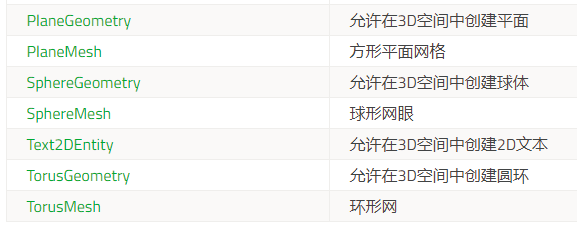 PlaneGeometry 允许在3D空间中创建平面
PlaneMesh 方形平面网格
SphereGeometry 允许在3D空间中创建球体
SphereMesh 球形网眼
Text2DEntity 允许在3D空间中创建2D文本
TorusGeometry 允许在3D空间中创建圆环
TorusMesh 环形网